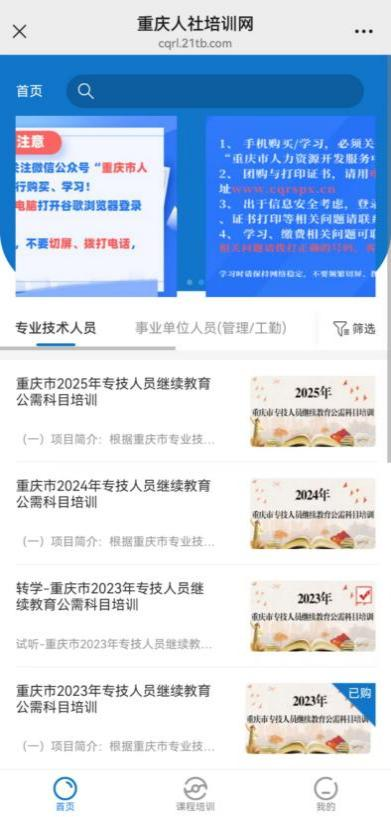 重庆人社培训网
cqrl.21tb.com
首页
注意
关注微信公众号“重庆市人
行购买、学习！
电脑打开谷歌浏览器登录
，不要切屏、拨打电话，
1、 手机购买/学习，必须关
“重庆市人力资源开发服务中
2、 团购与打印证书，请用
址www.cqrspx.cn
3、 出于信息安全考虑，登
、证书打印等相关问题请联
4、 学习、缴费相关问题可
相关问题请拨打正确的号码，
学习时请保持网络稳定，不要频繁切屏、
专业技术人员
事业单位人员(管理/工勤)
筛选
重庆市2025年专技人员继续教育
公需科目培训
（一）项目简介：根据重庆市专业技...
2025年
重庆市专技人员继续教育公需科目培训
重庆市2024年专技人员继续教育
公需科目培训
（一）项目简介：根据重庆市专业技...
2024年
重庆市专技人员继续教育公需科目培训
转学-重庆市2023年专技人员继
续教育公需科目培训
试听-重庆市2023年专技人员继续教...
2023年
重庆市专技人员继续教育公需科目培训
重庆市2023年专技人员继续教育
公需科目培训
（一）项目简介：根据重庆市专业技...
已购
2023年
重庆市专技人员继续教育公需科目培训
首页
课程培训
我的